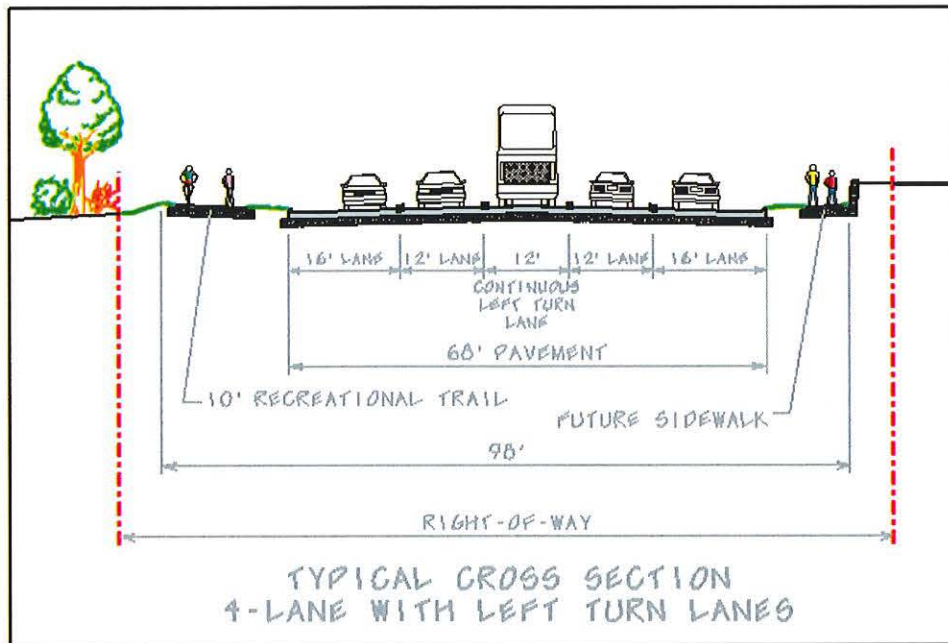 16' LANE 12' LANE 12' 12' LANE 16' LANE
CONTINUOUS
LEFT TURN
LANE
68' PAVEMENT
10' RECREATIONAL TRAIL
FUTURE SIDEWALK
98'
RIGHT-OF-WAY
TYPICAL CROSS SECTION
4-LANE WITH LEFT TURN LANES